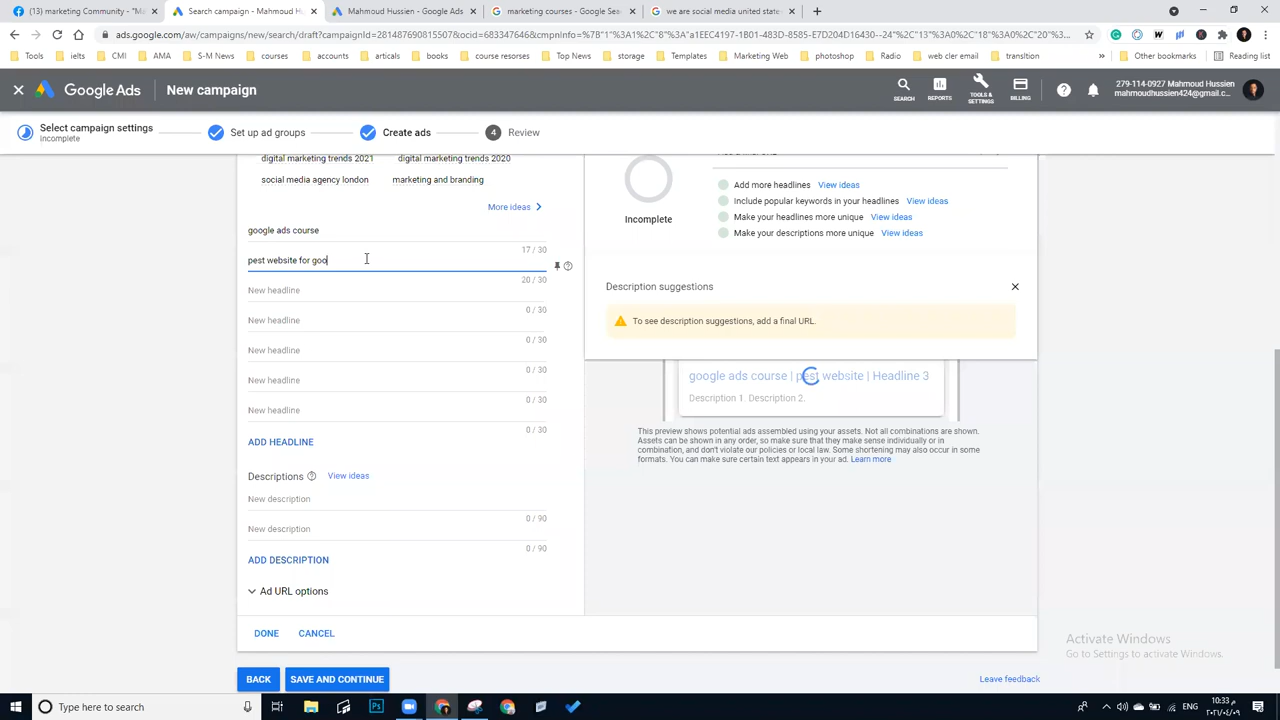 (13) marketing Community - "Ma
Search campaign - Mahmoud Hu
Mahmoud Hussien - Google Ads
marketing courses - Google Sea
we are social media united state
ads.google.com/aw/campaigns/new/search/draft?campaignId=281487690815507&ocid=683347646&cmpnInfo=%7B"1"%3A1%2C"8"%3A"a1EEC4197-1B01-483D-8585-E7D204D16430--24%2C"13"%3A0%2C"18"%3A0%2C"20"%3...
Tools
ielts
CIM
AMA
S-M News
courses
accounts
articals
books
course resorses
Top News
storage
Templates
Marketing Web
photoshop
Radio
web cler email
transltion
»
Other bookmarks
Reading list
Google Ads
New campaign
SEARCH
REPORTS
TOOLS &
SETTINGS
BILLING
279-114-0927 Mahmoud Hussien
mahmoudhussien424@gmail.c...
Select campaign settings
incomplete
Set up ad groups
Create ads
4
Review
digital marketing trends 2021
digital marketing trends 2020
social media agency london
marketing and branding
More ideas
google ads course
17 / 30
pest website for goo
20 / 30
New headline
0 / 30
New headline
0 / 30
New headline
0 / 30
New headline
0 / 30
New headline
0 / 30
ADD HEADLINE
Descriptions
View ideas
New description
0 / 90
New description
0 / 90
ADD DESCRIPTION
Ad URL options
DONE
CANCEL
BACK
SAVE AND CONTINUE
Incomplete
Add more headlines View ideas
Include popular keywords in your headlines View ideas
Make your headlines more unique View ideas
Make your descriptions more unique View ideas
Description suggestions
To see description suggestions, add a final URL.
google ads course | pest website | Headline 3
Description 1. Description 2.
This preview shows potential ads assembled using your assets. Not all combinations are shown.
Assets can be shown in any order, so make sure that they make sense individually or in
combination, and don't violate our policies or local law. Some shortening may also occur in some
formats. You can make sure certain text appears in your ad. Learn more
Activate Windows
Go to Settings to activate Windows.
Leave feedback
Type here to search
ENG
10:33 م
٢٠٢١/٠٤/٠٩